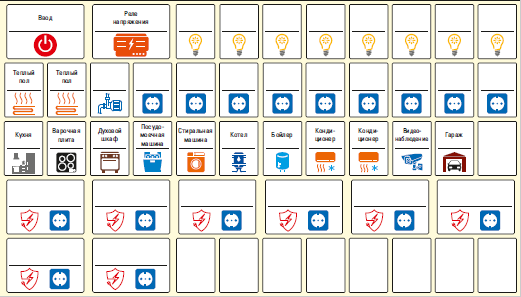 Ввод
Реле
напряжения
Теплый
пол
Теплый
пол
Кухня
Варочная
плита
Духовой
шкаф
Посудо-
моечная
машина
Стиральная
машина
Котел
Бойлер
Конди-
ционер
Конди-
ционер
Видео-
наблюдение
Гараж